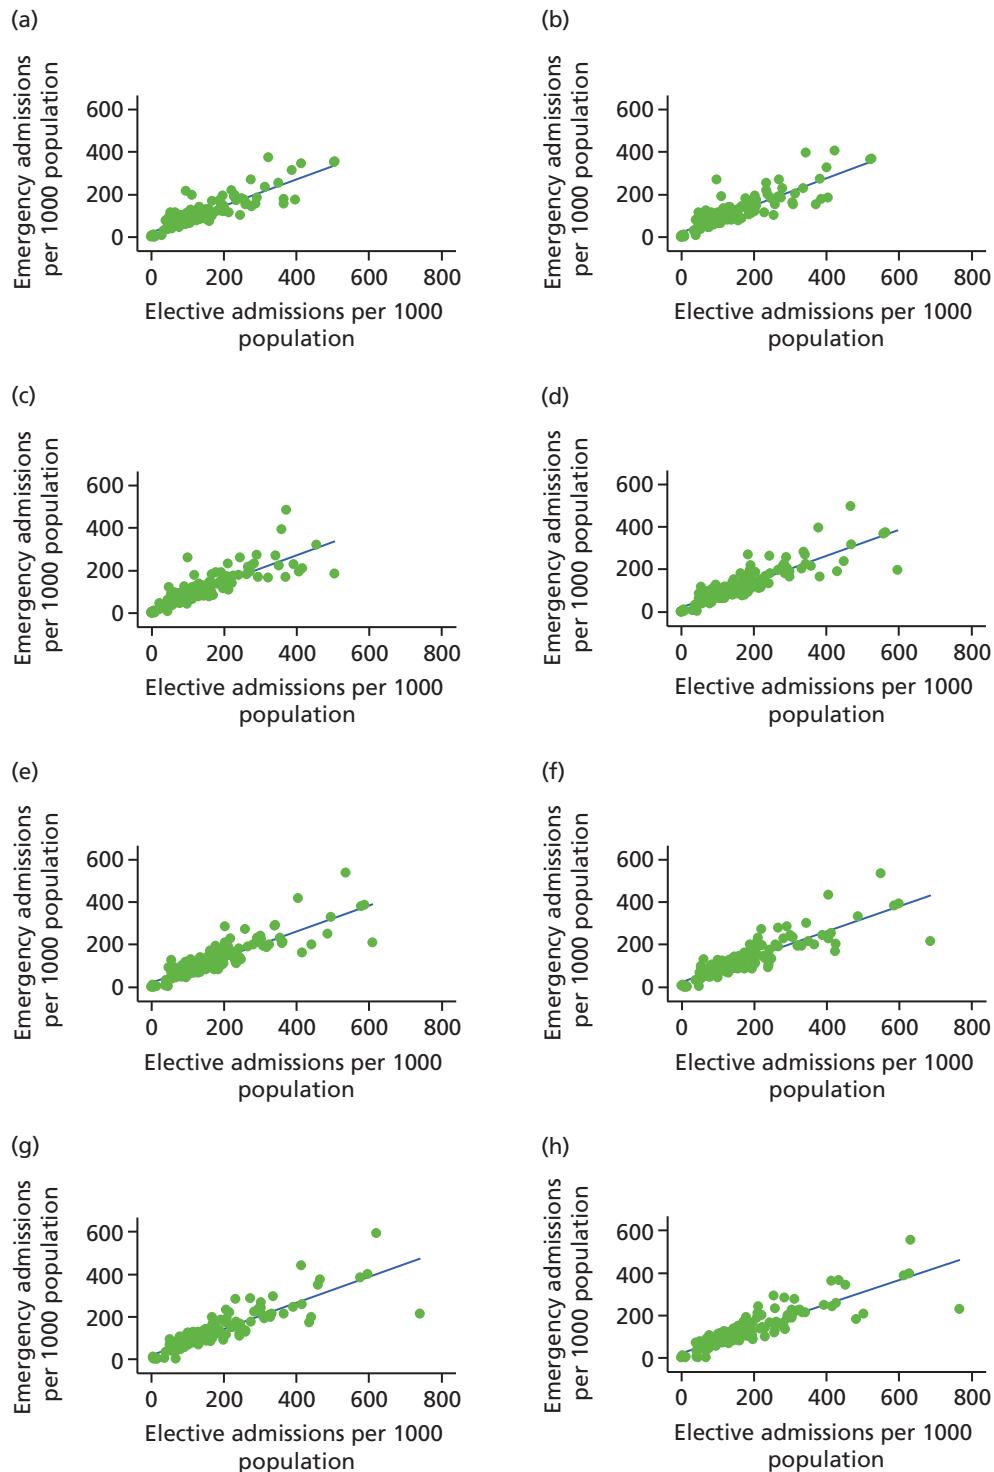 (a)
Emergency admissions
per 1000 population
600
400
200
0
0 200 400 600 800
Elective admissions per 1000
population
(b)
Emergency admissions
per 1000 population
600
400
200
0
0 200 400 600 800
Elective admissions per 1000
population
(c)
Emergency admissions
per 1000 population
600
400
200
0
0 200 400 600 800
Elective admissions per 1000
population
(d)
Emergency admissions
per 1000 population
600
400
200
0
0 200 400 600 800
Elective admissions per 1000
population
(e)
Emergency admissions
per 1000 population
600
400
200
0
0 200 400 600 800
Elective admissions per 1000
population
(f)
Emergency admissions
per 1000 population
600
400
200
0
0 200 400 600 800
Elective admissions per 1000
population
(g)
Emergency admissions
per 1000 population
600
400
200
0
0 200 400 600 800
Elective admissions per 1000
population
(h)
Emergency admissions
per 1000 population
600
400
200
0
0 200 400 600 800
Elective admissions per 1000
population